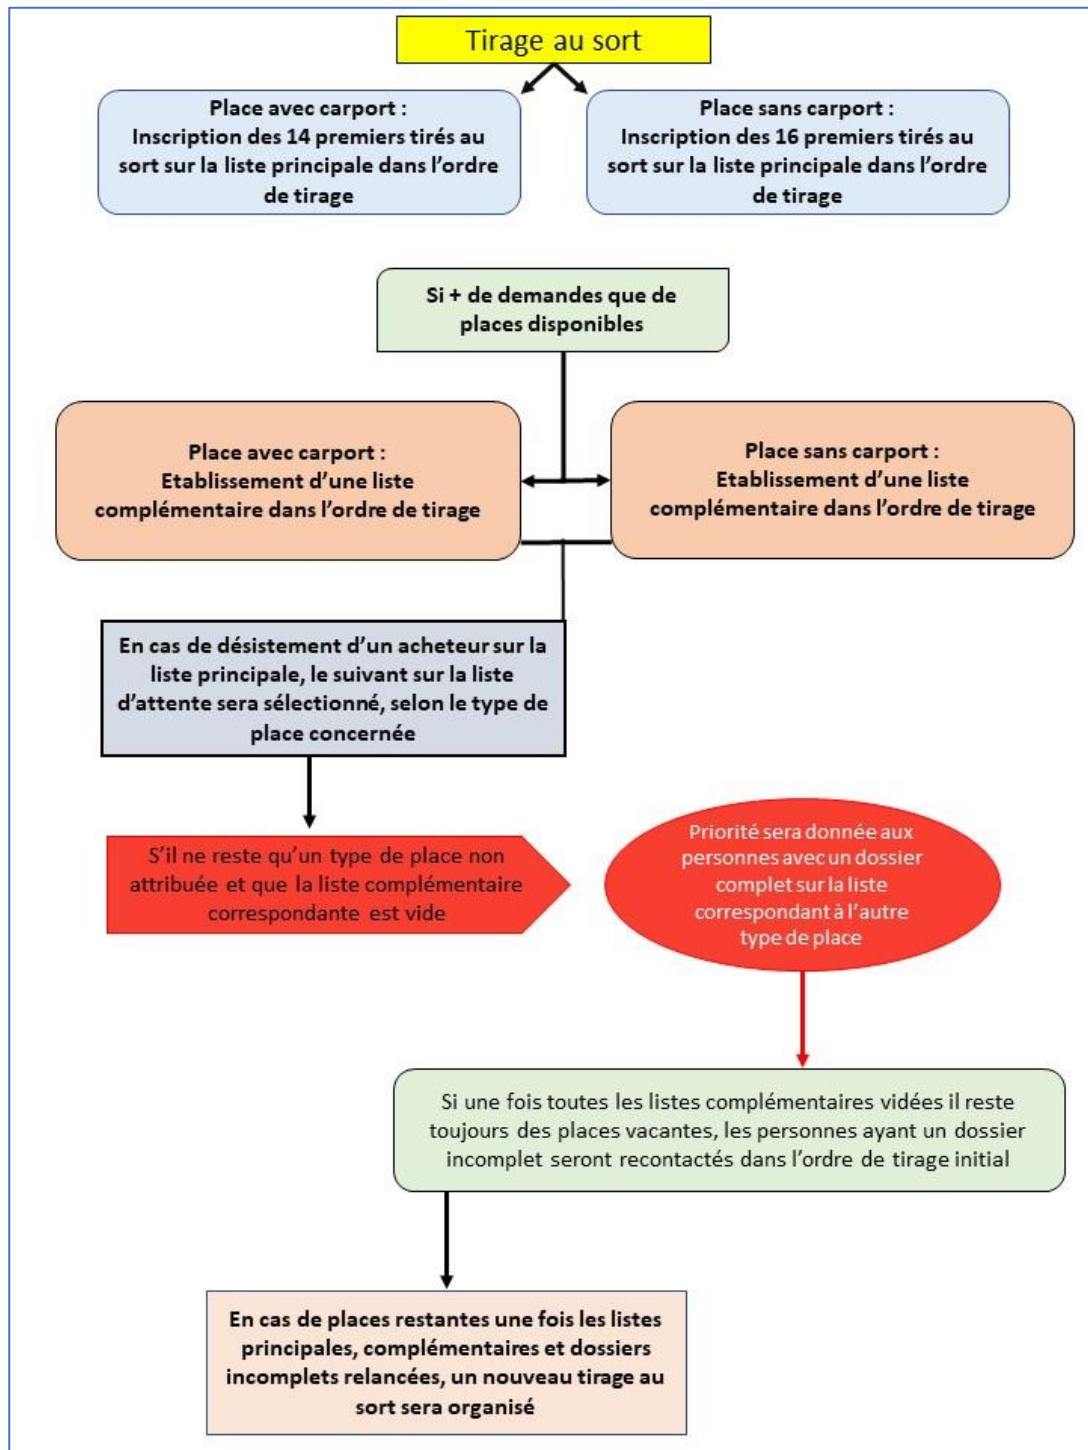 Tirage au sort
Place avec carport :
Inscription des 14 premiers tirés au
sort sur la liste principale dans l’ordre
de tirage
Place sans carport :
Inscription des 16 premiers tirés au
sort sur la liste principale dans l’ordre
de tirage
Si + de demandes que de
places disponibles
Place avec carport :
Etablissement d’une liste
complémentaire dans l’ordre de tirage
Place sans carport :
Etablissement d’une liste
complémentaire dans l’ordre de tirage
En cas de désistement d’un acheteur sur la
liste principale, le suivant sur la liste
d’attente sera sélectionné, selon le type de
place concernée
S’il ne reste qu’un type de place non
attribuée et que la liste complémentaire
correspondante est vide
Priorité sera donnée aux
personnes avec un dossier
complet sur la liste
correspondant à l’autre
type de place
Si une fois toutes les listes complémentaires vidées il reste
toujours des places vacantes, les personnes ayant un dossier
incomplet seront recontactés dans l’ordre de tirage initial
En cas de places restantes une fois les listes
principales, complémentaires et dossiers
incomplets relancées, un nouveau tirage au
sort sera organisé